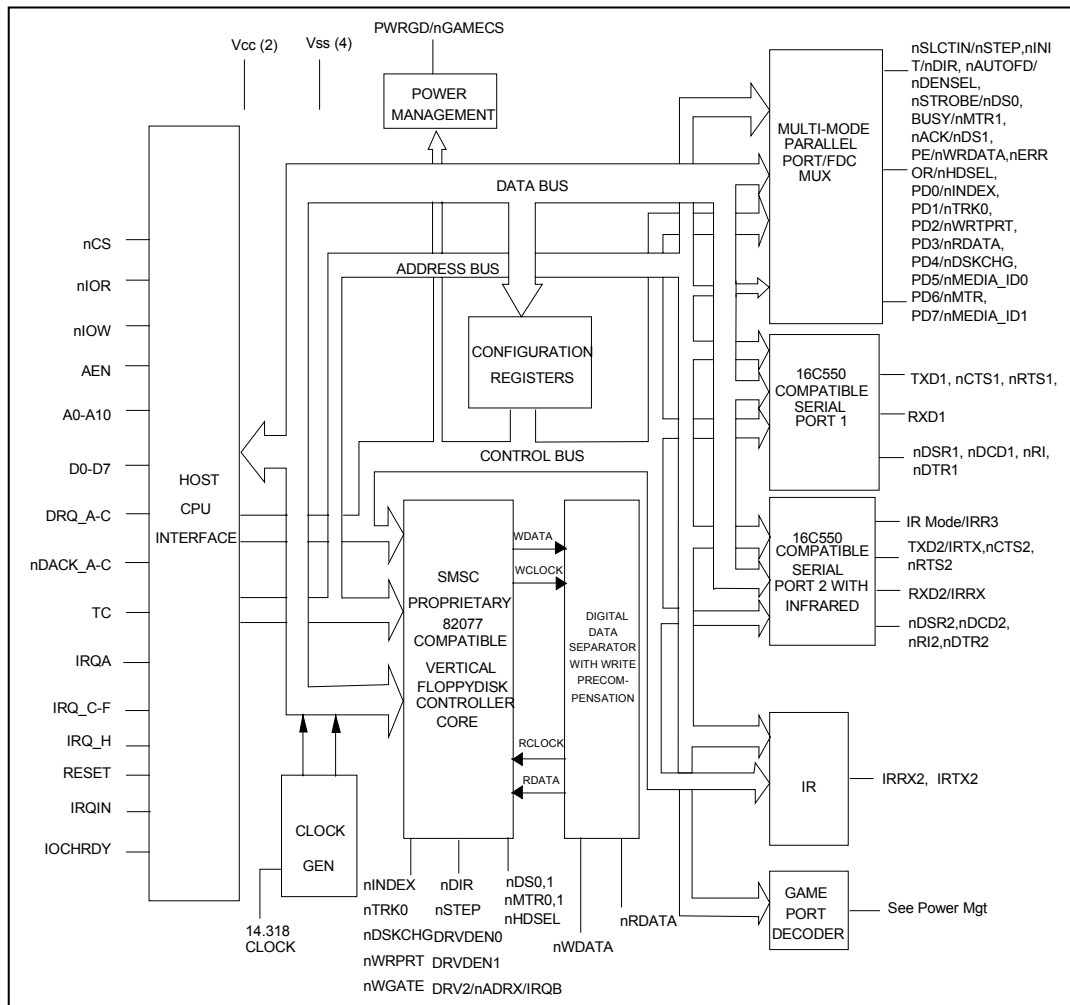 PWRGD/nGAMECS
Vcc (2)
Vss (4)
POWER
MANAGEMENT
nSLCTIN/nSTEP,nINI
T/nDIR, nAUTOFD/
nDENSEL,
nSTROBE/nDS0,
BUSY/nMTR1,
nACK/nDS1,
PE/nWRDATA,nERR
OR/nHDSEL,
PD0/nINDEX,
PD1/nTRK0,
PD2/nWRTPRT,
PD3/nRDATA,
PD4/nDSKCHG,
PD5/nMEDIA_ID0
PD6/nMTR,
PD7/nMEDIA_ID1
MULTI-MODE
PARALLEL
PORT/FDC
MUX
DATA BUS
ADDRESS BUS
CONFIGURATION
REGISTERS
CONTROL BUS
nCS
nIOR
nIOW
AEN
A0-A10
D0-D7
DRQ_A-C
nDACK_A-C
TC
IRQA
IRQ_C-F
IRQ_H
RESET
IRQIN
IOCHRDY
HOST
CPU
INTERFACE
16C550
COMPATIBLE
SERIAL
PORT 1
TXD1, nCTS1, nRTS1,
RXD1
nDSR1, nDCD1, nRI,
nDTR1
16C550
COMPATIBLE
SERIAL
PORT 2 WITH
INFRARED
IR Mode/IRR3
TXD2/IRTX,nCTS2,
nRTS2
RXD2/IRRX
nDSR2,nDCD2,
nRI2,nDTR2
SMSC
PROPRIETARY
82077
COMPATIBLE
VERTICAL
FLOPPYDISK
CONTROLLER
CORE
WDATA
WCLOCK
RCLOCK
RDATA
DIGITAL
DATA
SEPARATOR
WITH WRITE
PRECOM-
PENSATION
IR
IRRX2, IRTX2
CLOCK
GEN
14.318
CLOCK
nINDEX
nTRK0
nDSKCHG
nWRPRT
nWGATE
nDIR
nSTEP
DRVDEN0
DRVDEN1
DRV2/nADRX/IRQB
nDS0,1
nMTR0,1
nHDSEL
nWDATA
nRDATA
GAME
PORT
DECODER
See Power Mgt